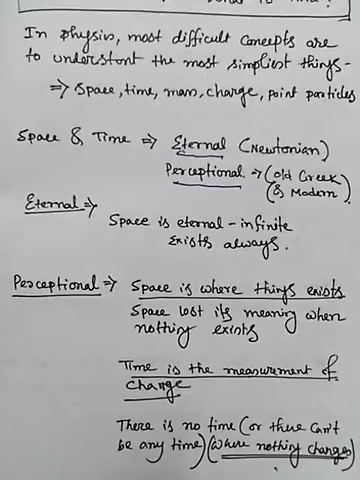 In physics, most difficult concepts are
to understont the most simpliest things-
⇒ Space, time, mass, charge, point particles
Space & Time ⇒ Eternal (Newtonian)
Perceptional ⇒ (Old Greek
& Modern)
Eternal ⇒
Space is eternal - infinite
exists always.
Perceptional ⇒ Space is where things exists
Space lost its meaning when
nothing exists
Time is the measurement of
change
There is no time (or there can't
be any time) (where nothing changes)